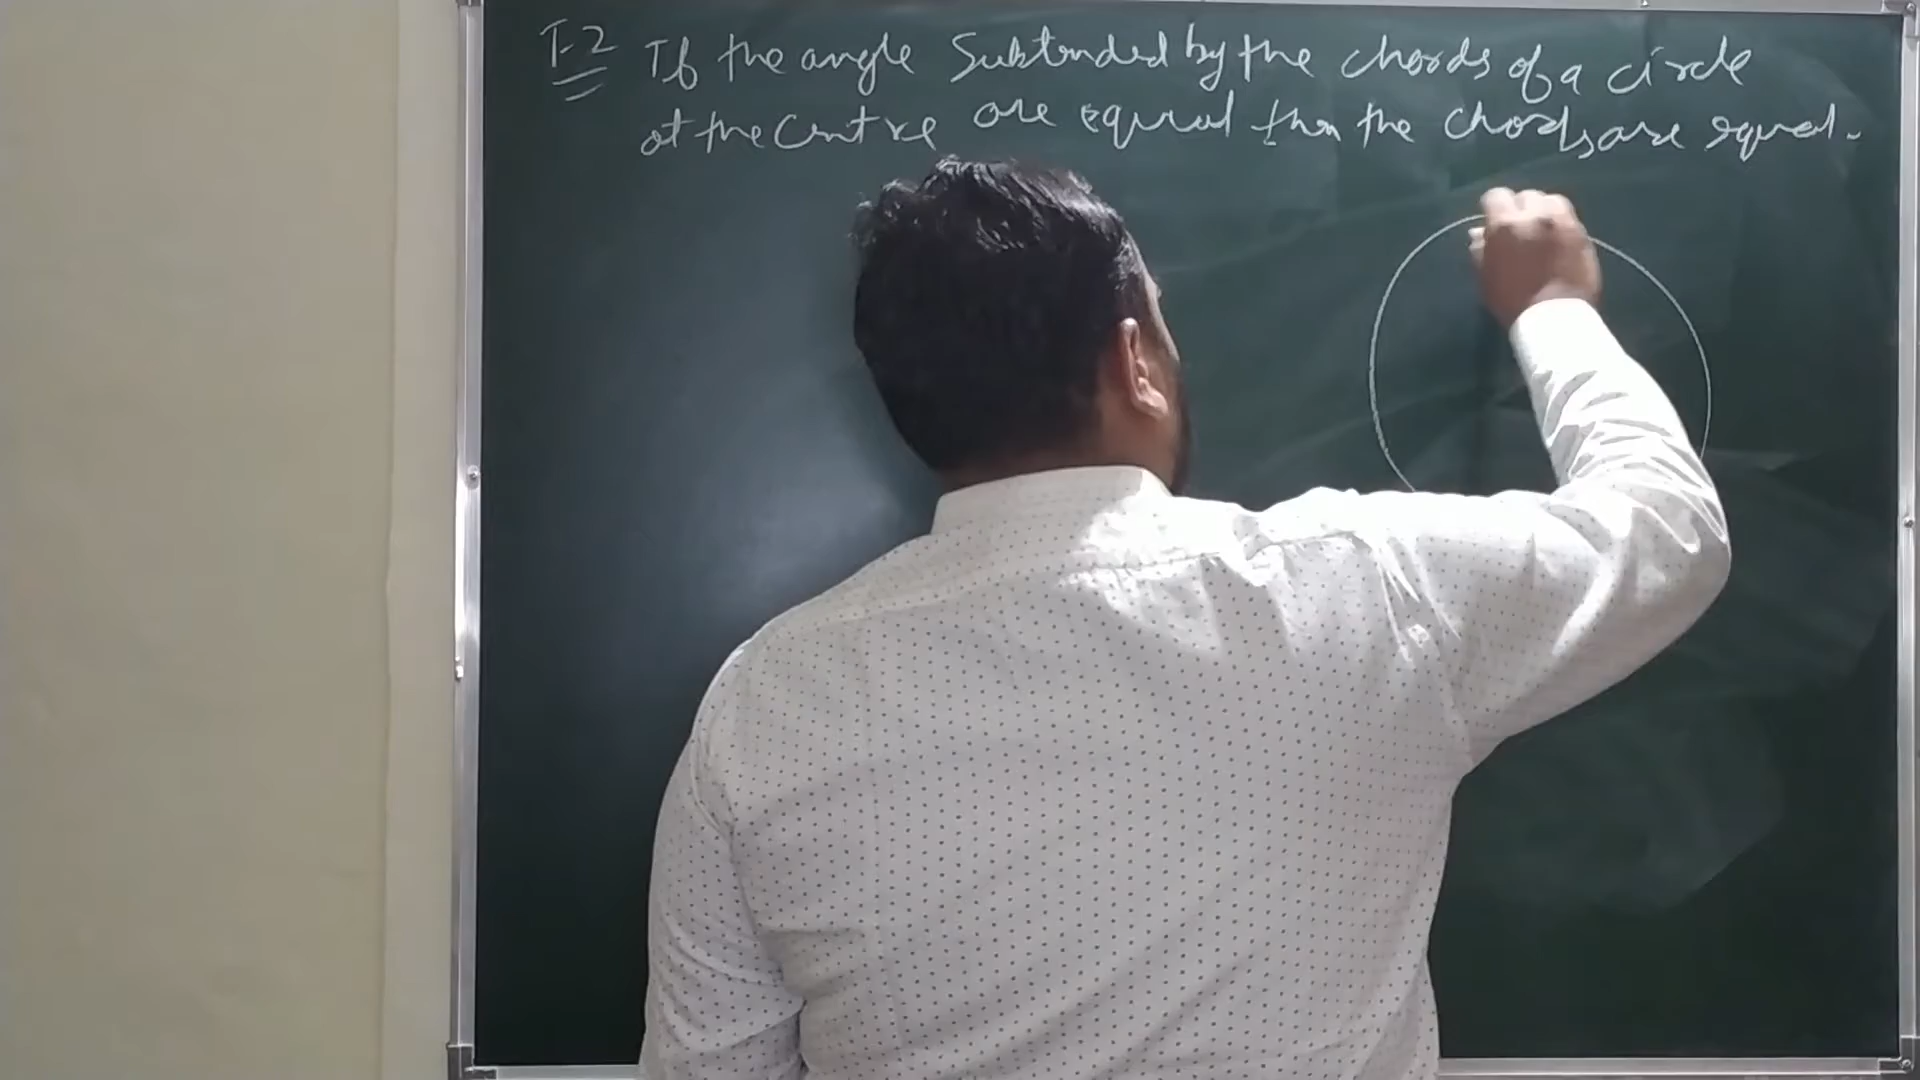 T-2 If the angle Subtended by the chords of a circle
at the Centre are equal then the chords are equal.